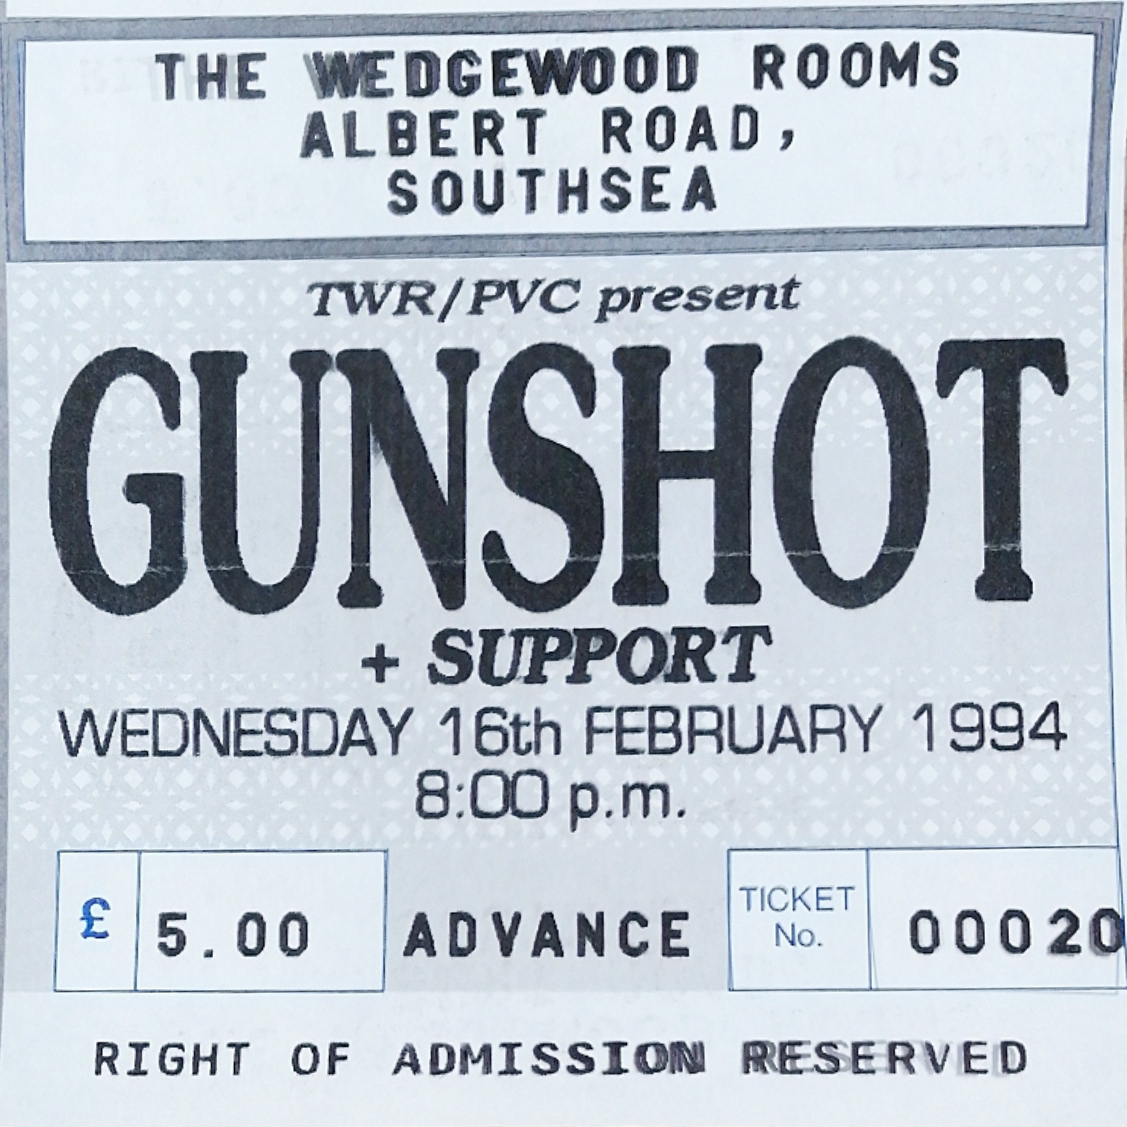 THE WEDGEWOOD ROOMS
ALBERT ROAD,
SOUTHSEA
TWR/PVC present
GUNSHOT
+ SUPPORT
WEDNESDAY 16th FEBRUARY 1994
8:00 p.m.
£ 5.00 ADVANCE TICKET No. 00020
RIGHT OF ADMISSION RESERVED